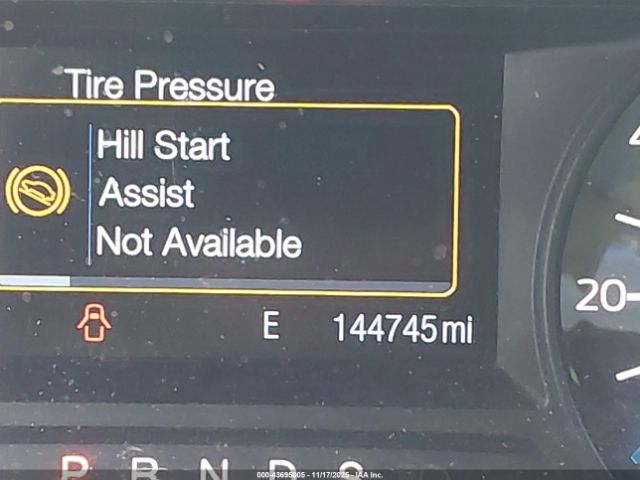 Tire Pressure
Hill Start
Assist
Not Available
E 144745mi
20
P R N D S
000-43695805 - 11/17/2025 - IAA Inc.